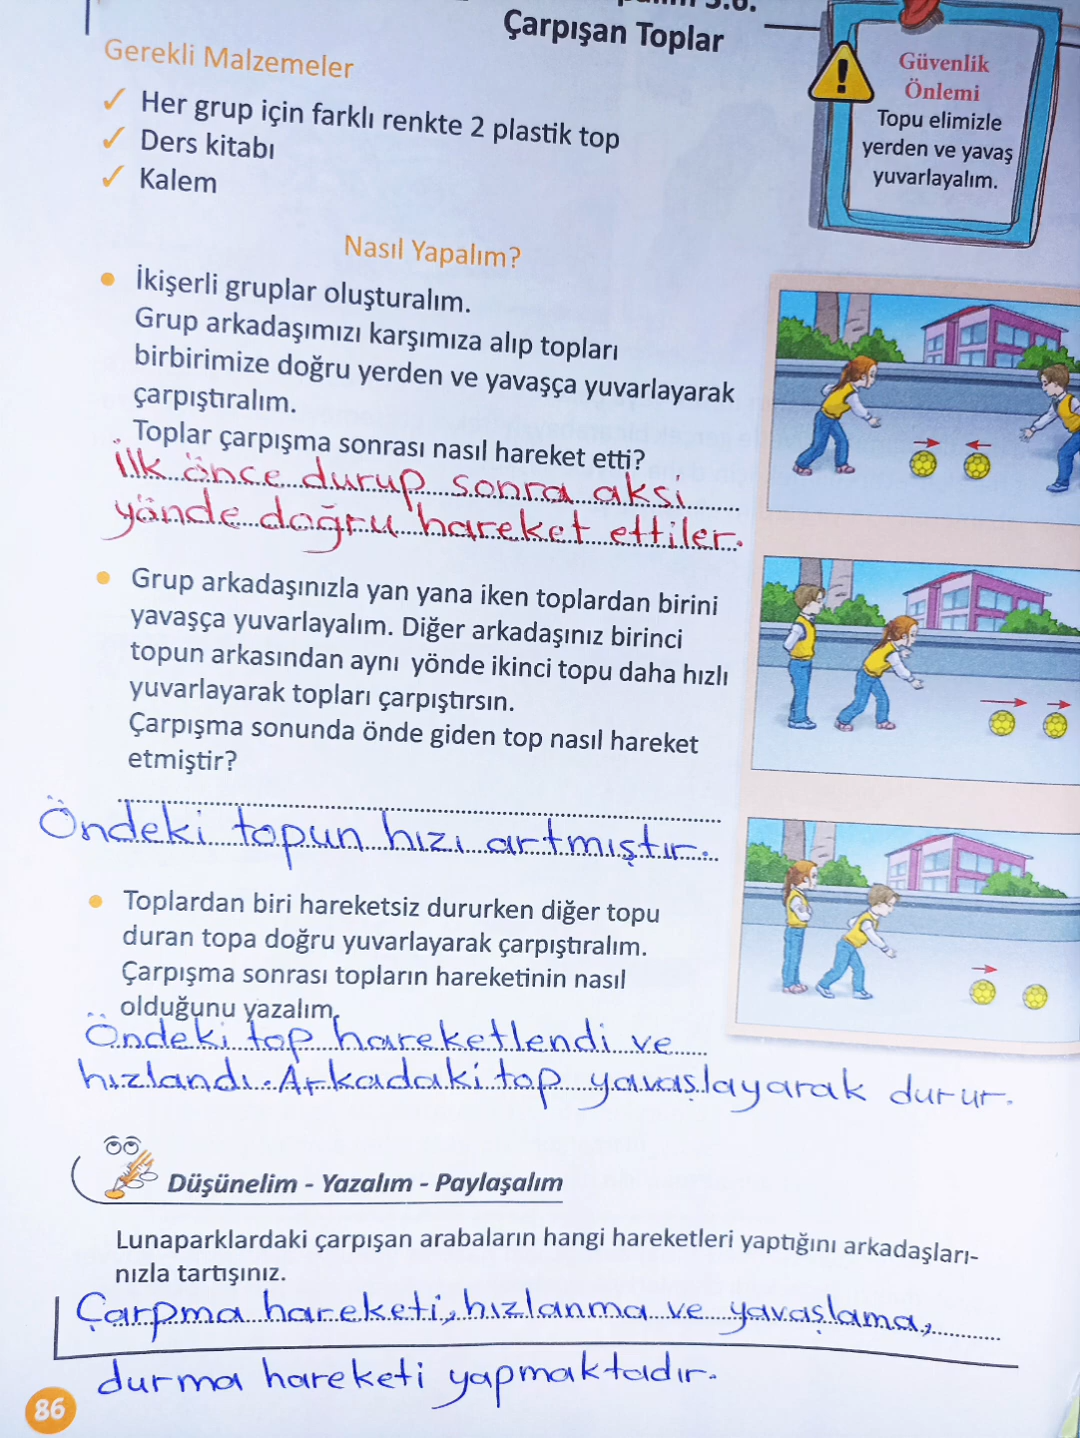 3.6.
Çarpışan Toplar
Gerekli Malzemeler
✓ Her grup için farklı renkte 2 plastik top
✓ Ders kitabı
✓ Kalem
Güvenlik
Önlemi
Topu elimizle
yerden ve yavaş
yuvarlayalım.
Nasıl Yapalım?
• İkişerli gruplar oluşturalım.
Grup arkadaşımızı karşımıza alıp topları
birbirimize doğru yerden ve yavaşça yuvarlayarak
çarpıştıralım.
Toplar çarpışma sonrası nasıl hareket etti?
ilk önce durup sonra aksi
yönde doğru hareket ettiler.
• Grup arkadaşınızla yan yana iken toplardan birini
yavaşça yuvarlayalım. Diğer arkadaşınız birinci
topun arkasından aynı yönde ikinci topu daha hızlı
yuvarlayarak topları çarpıştırsın.
Çarpışma sonunda önde giden top nasıl hareket
etmiştir?
Öndeki topun hızı artmıştır.
• Toplardan biri hareketsiz dururken diğer topu
duran topa doğru yuvarlayarak çarpıştıralım.
Çarpışma sonrası topların hareketinin nasıl
olduğunu yazalım.
Öndeki top hareketlendi ve
hızlandı. Arkadaki top yavaşlayarak durur.
Düşünelim - Yazalım - Paylaşalım
Lunaparklardaki çarpışan arabaların hangi hareketleri yaptığını arkadaşları-
nızla tartışınız.
Çarpma hareketi, hızlanma ve yavaşlama,
durma hareketi yapmaktadır.
86